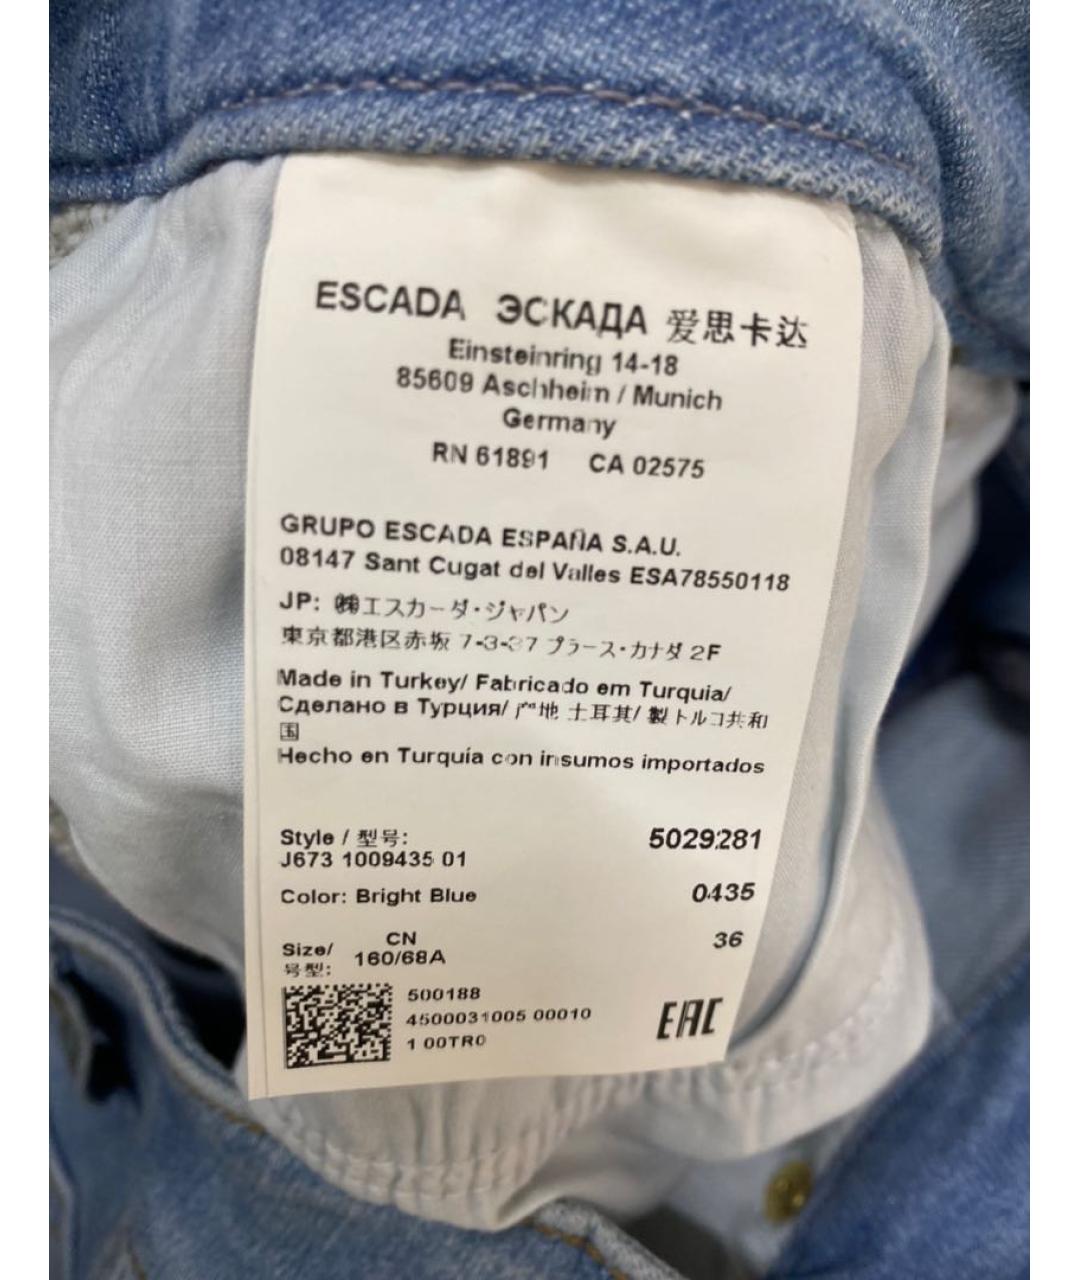 ESCADA ЭСКАДА 爱思卡达
Einsteinring 14-18
85609 Aschheim / Munich
Germany
RN 61891 CA 02575
GRUPO ESCADA ESPAÑA S.A.U.
08147 Sant Cugat del Valles ESA78550118
JP: ㈱エスカーダ・ジャパン
東京都港区赤坂 7-3-37 プラース・カナダ 2F
Made in Turkey/ Fabricado em Turquia/
Сделано в Турция/ 产地 土耳其/ 製トルコ共和
国
Hecho en Turquía con insumos importados
Style / 型号: 5029281
J673 1009435 01
Color: Bright Blue 0435
Size/ CN 36
号型: 160/68A
500188
4500031005 00010
1 00TR0
EAC